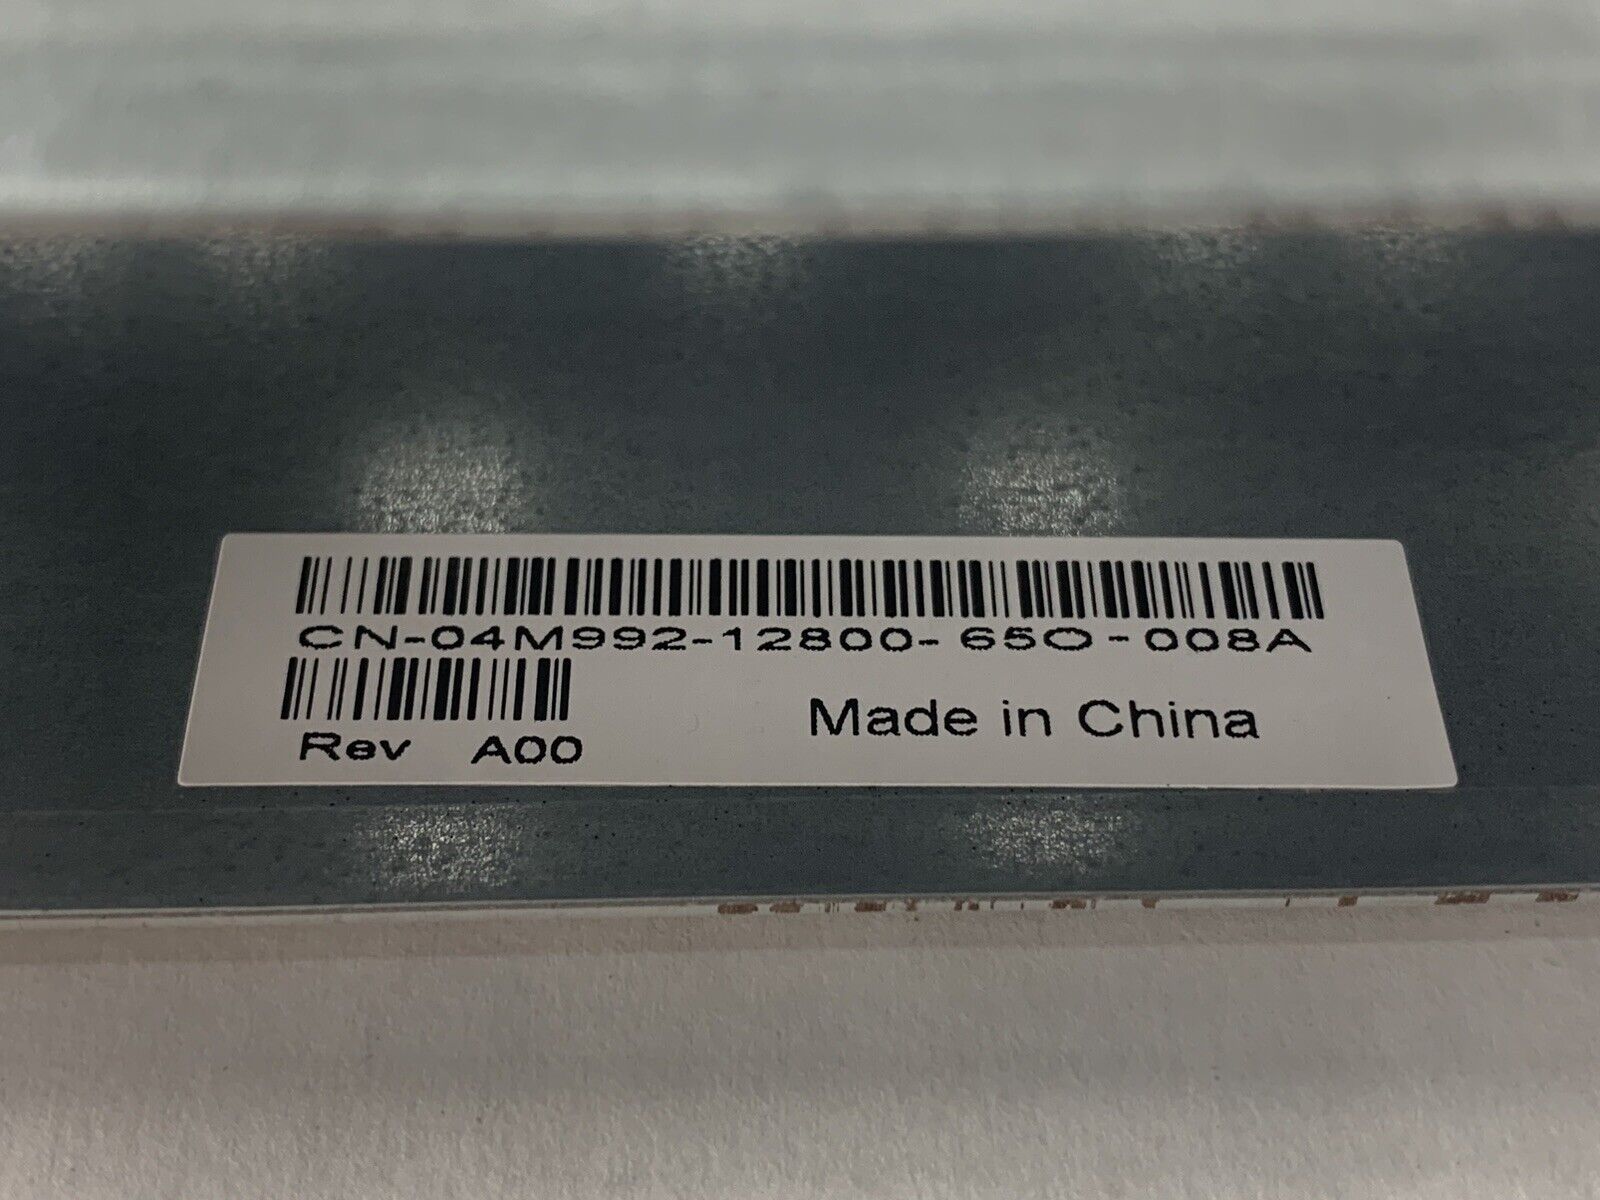 CN-04M992-12800-65O-008A
Rev A00
Made in China